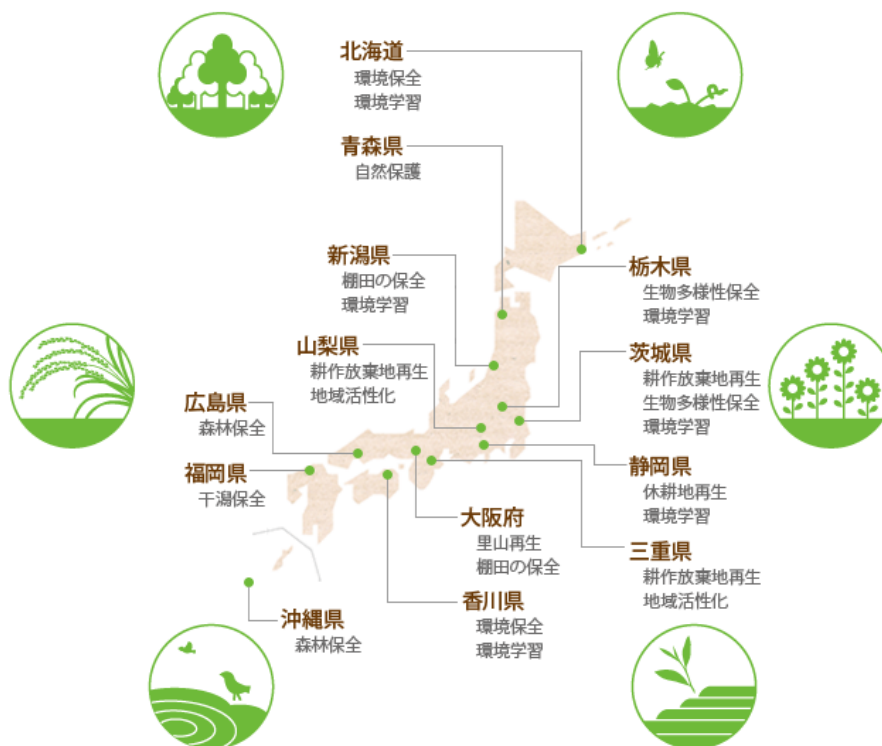 北海道
環境保全
環境学習
青森県
自然保護
新潟県
棚田の保全
環境学習
山梨県
耕作放棄地再生
地域活性化
広島県
森林保全
福岡県
干潟保全
沖縄県
森林保全
大阪府
里山再生
棚田の保全
香川県
環境保全
環境学習
栃木県
生物多様性保全
環境学習
茨城県
耕作放棄地再生
生物多様性保全
環境学習
静岡県
休耕地再生
環境学習
三重県
耕作放棄地再生
地域活性化